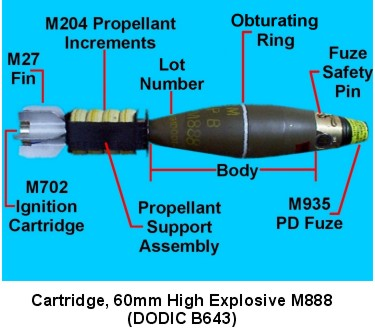 M204 Propellant
Increments
Obturating
Ring
M27
Fin
Lot
Number
Fuze
Safety
Pin
Body
M702
Ignition
Cartridge
Propellant
Support
Assembly
M935
PD Fuze
M888
Cartridge, 60mm High Explosive M888
(DODIC B643)